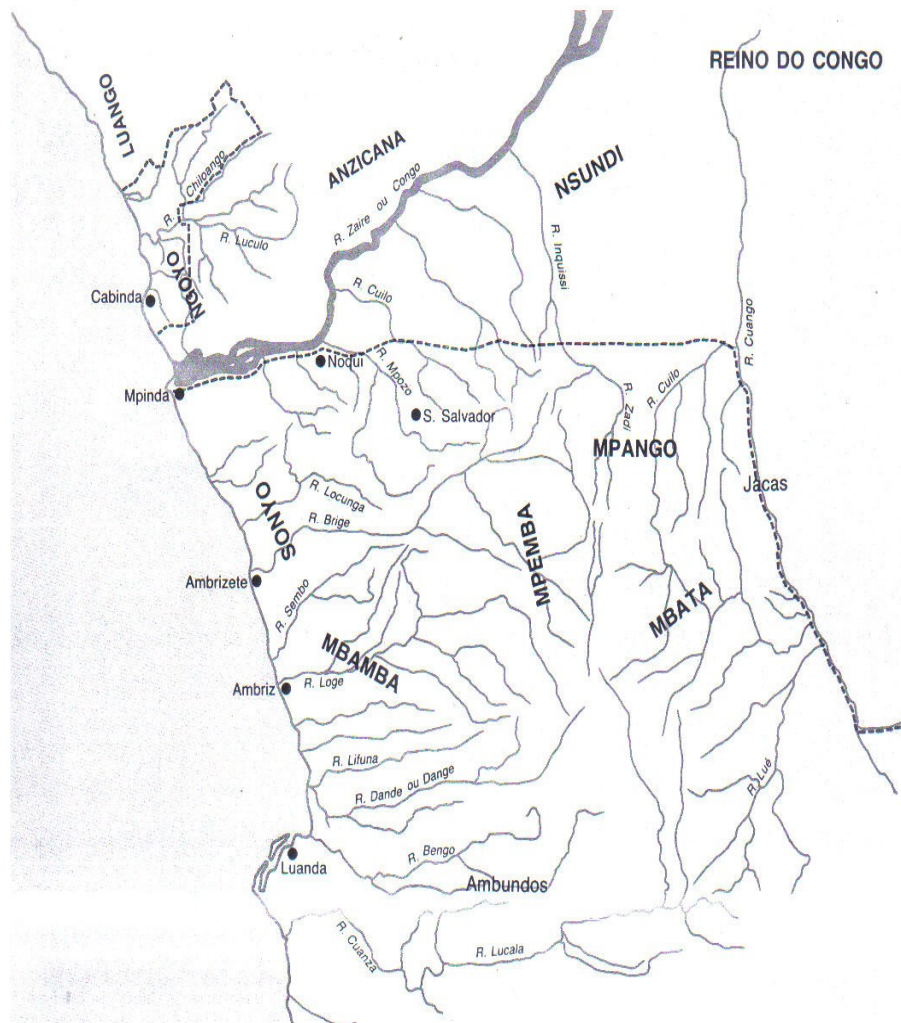 REINO DO CONGO
LUANGO
ANZICANA
NSUNDI
R. Chiloango
R. Luculo
R. Zaire ou Congo
R. Inquissi
NGOYO
Cabinda
R. Cuilo
R. Cuango
Noqui
R. Mpozo
R. Zadi
R. Cuilo
Mpinda
S. Salvador
MPANGO
Jacas
SONYO
R. Locunga
R. Brige
MPEMBA
Ambrizete
R. Sembo
MBATA
MBAMBA
Ambriz
R. Loge
R. Lifuna
R. Dande ou Dange
R. Lué
R. Bengo
Luanda
Ambundos
R. Cuanza
R. Lucala